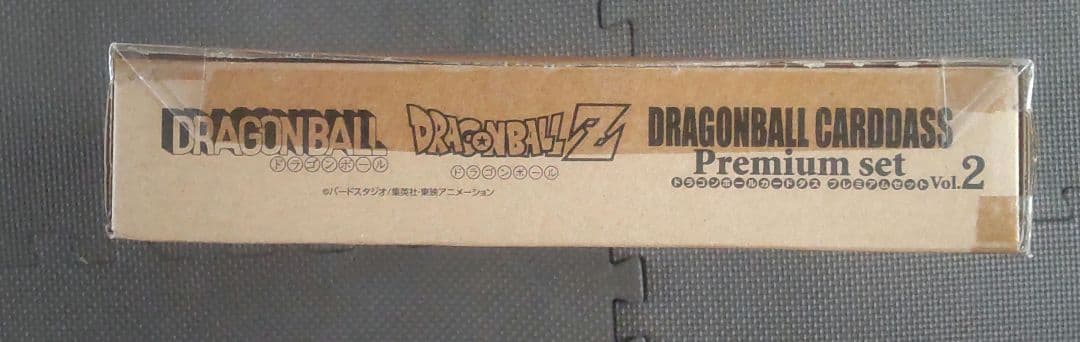 DRAGONBALL
ドラゴンボール
DRAGONBALL Z
ドラゴンボール
©バードスタジオ/集英社・東映アニメーション
DRAGONBALL CARDDASS
Premium set
ドラゴンボールカードダス プレミアムセット Vol.2